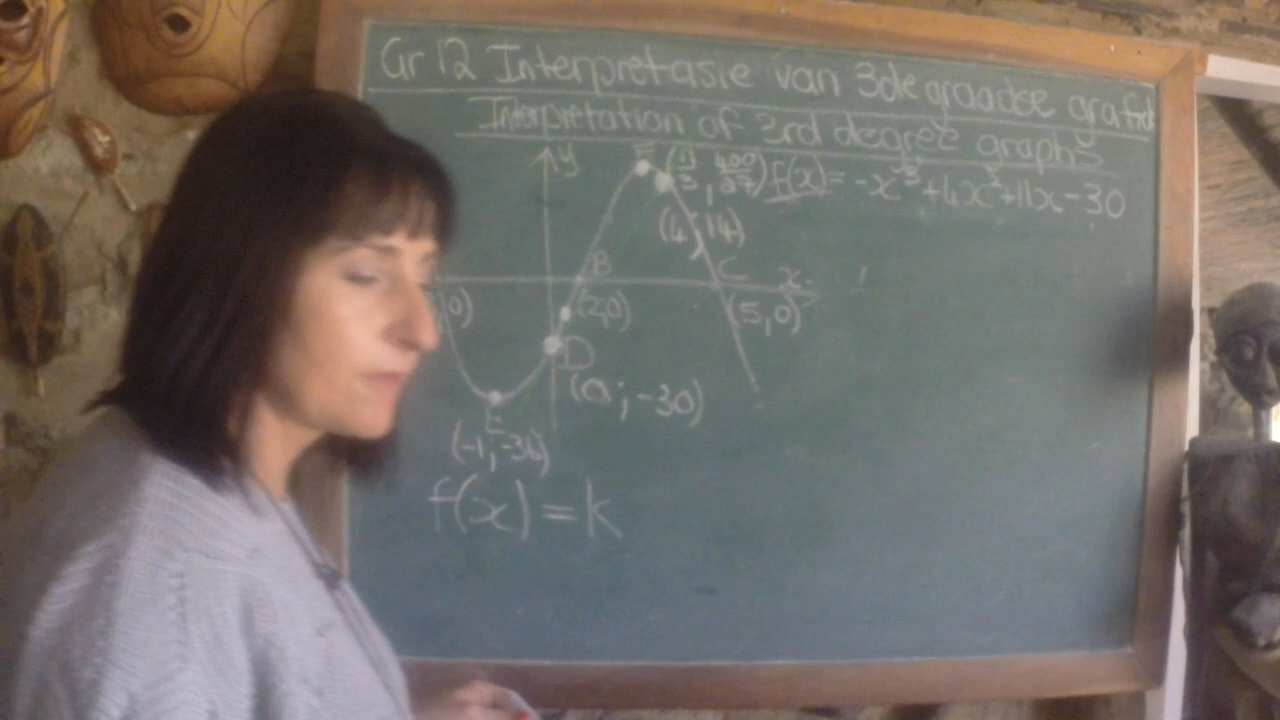 Gr 12 Interpretasie van 3de graadse grafiek
Interpretation of 3rd degree graphs
y
F (11/3 ; 400/27) f(x) = -x³ + 4x² + 11x - 30
(4 ; 14)
B C x
0) (2,0) (5,0)
D
(0 ; -30)
E
(-1 ; -36)
f(x) = k